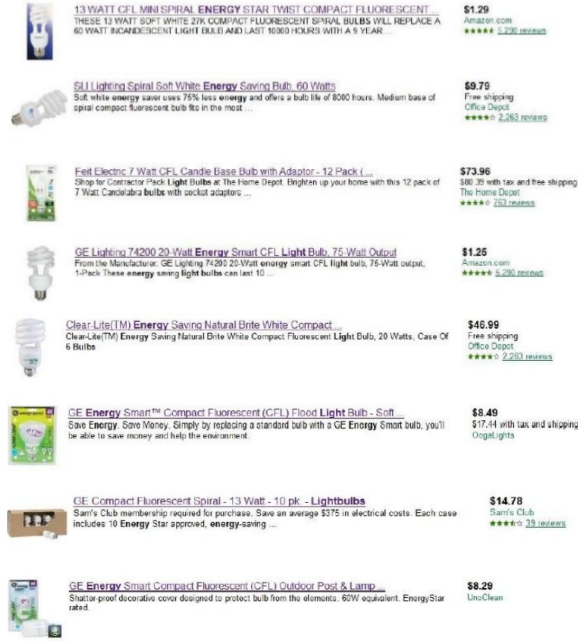 13 WATT CFL MINI SPIRAL ENERGY STAR TWIST COMPACT FLUORESCENT ...
THESE 13 WATT SOFT WHITE 27K COMPACT FLUORESCENT SPIRAL BULBS WILL REPLACE A
60 WATT INCANDESCENT LIGHT BULB AND LAST 10000 HOURS WITH A 9 YEAR ...
$1.29
Amazon.com
5,290 reviews
SLI Lighting Spiral Soft White Energy Saving Bulb, 60 Watts
Soft white energy saver uses 75% less energy and offers a bulb life of 8000 hours. Medium base of
spiral compact fluorescent bulb fits in the most ...
$9.79
Free shipping
Office Depot
2,263 reviews
Feit Electric 7 Watt CFL Candle Base Bulb with Adaptor - 12 Pack ( ...
Shop for Contractor Pack Light Bulbs at The Home Depot. Brighten up your home with this 12 pack of
7 Watt Candelabra bulbs with socket adaptors ...
$73.96
$80.35 with tax and free shipping
The Home Depot
763 reviews
GE Lighting 74200 20-Watt Energy Smart CFL Light Bulb, 75-Watt Output
From the Manufacturer: GE Lighting 74200 20-Watt energy smart CFL light bulb, 75-Watt output,
1-Pack These energy saving light bulbs can last 10 ...
$1.25
Amazon.com
5,290 reviews
Clear-Lite(TM) Energy Saving Natural Brite White Compact ...
Clear-Lite(TM) Energy Saving Natural Brite White Compact Fluorescent Light Bulb, 20 Watts, Case Of
6 Bulbs
$46.99
Free shipping
Office Depot
2,263 reviews
GE Energy Smart™ Compact Fluorescent (CFL) Flood Light Bulb - Soft ...
Save Energy. Save Money. Simply by replacing a standard bulb with a GE Energy Smart bulb, you'll
be able to save money and help the environment.
$8.49
$17.44 with tax and shipping
OogaLights
GE Compact Fluorescent Spiral - 13 Watt - 10 pk. - Lightbulbs
Sam's Club membership required for purchase. Save an average $375 in electrical costs. Each case
includes 10 Energy Star approved, energy-saving ...
$14.78
Sam's Club
39 reviews
GE Energy Smart Compact Fluorescent (CFL) Outdoor Post & Lamp ...
Shatter-proof decorative cover designed to protect bulb from the elements. 60W equivalent. EnergyStar
rated.
$8.29
UnoClean